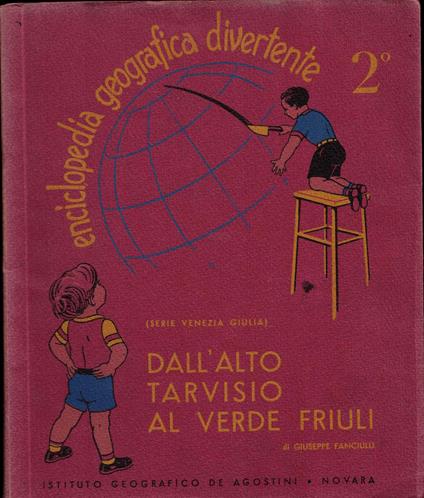 enciclopedia geografica divertente
2°
(SERIE VENEZIA GIULIA)
DALL'ALTO
TARVISIO
AL VERDE FRIULI
di GIUSEPPE FANCIULLI
ISTITUTO GEOGRAFICO DE AGOSTINI • NOVARA